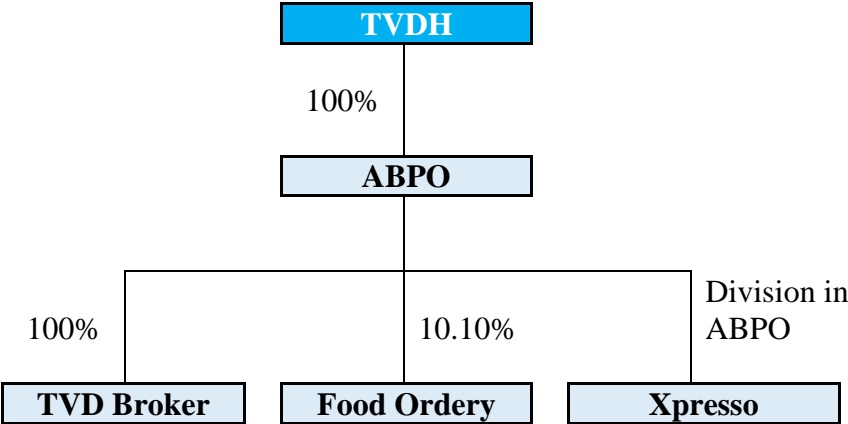 TVDH
100%
ABPO
Division in
ABPO
100%
10.10%
TVD Broker
Food Ordery
Xpresso